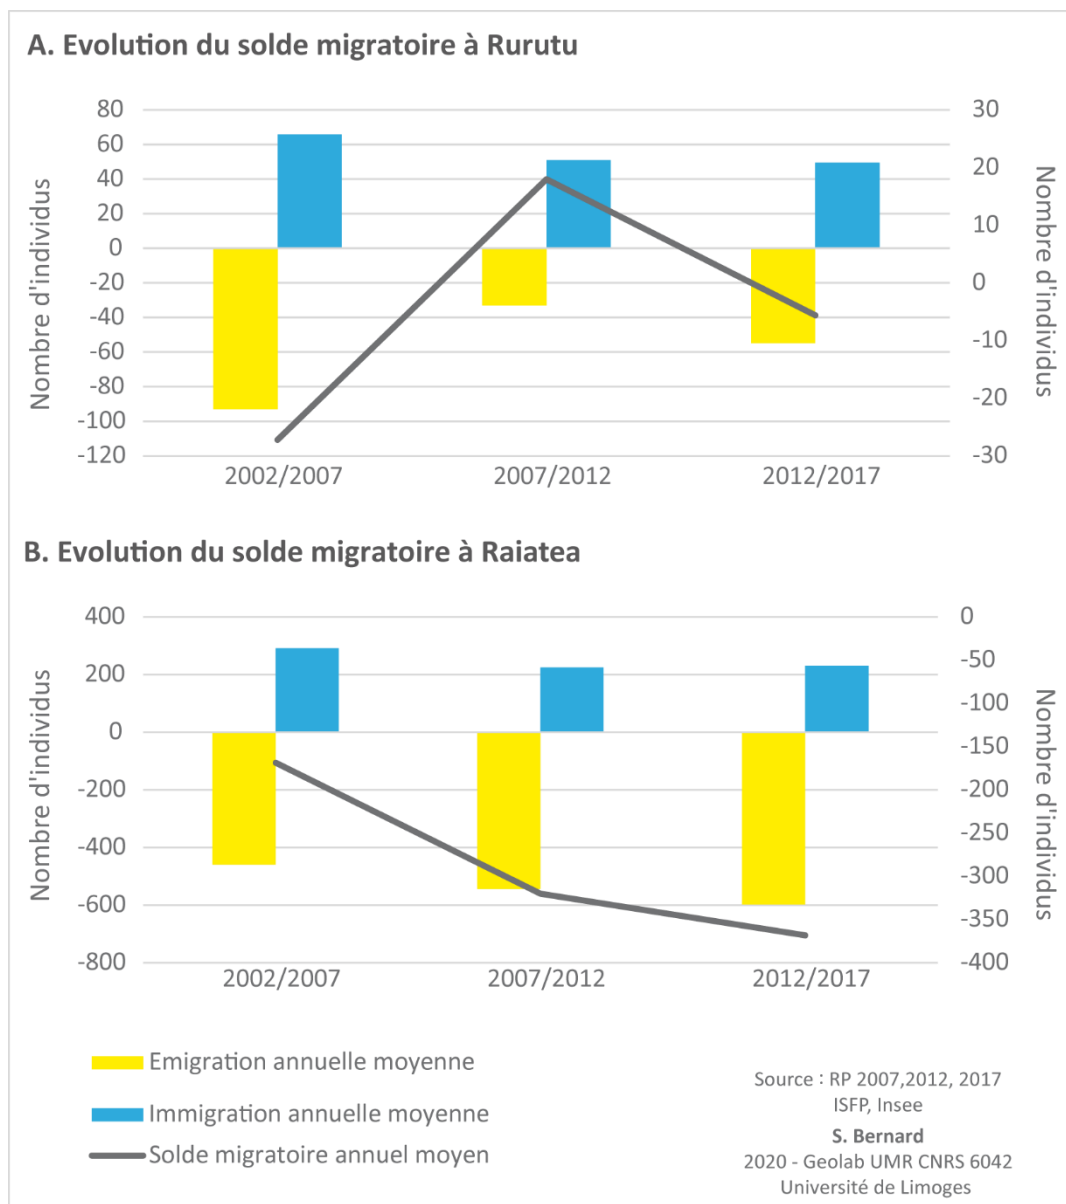 A. Evolution du solde migratoire à Rurutu
Nombre d'individus
80
60
40
20
0
-20
-40
-60
-80
-100
-120
30
20
10
0
-10
-20
-30
Nombre d'individus
2002/2007
2007/2012
2012/2017
B. Evolution du solde migratoire à Raiatea
Nombre d'individus
400
200
0
-200
-400
-600
-800
0
-50
-100
-150
-200
-250
-300
-350
-400
Nombre d'individus
2002/2007
2007/2012
2012/2017
Emigration annuelle moyenne
Immigration annuelle moyenne
Solde migratoire annuel moyen
Source : RP 2007,2012, 2017
ISFP, Insee
S. Bernard
2020 - Geolab UMR CNRS 6042
Université de Limoges